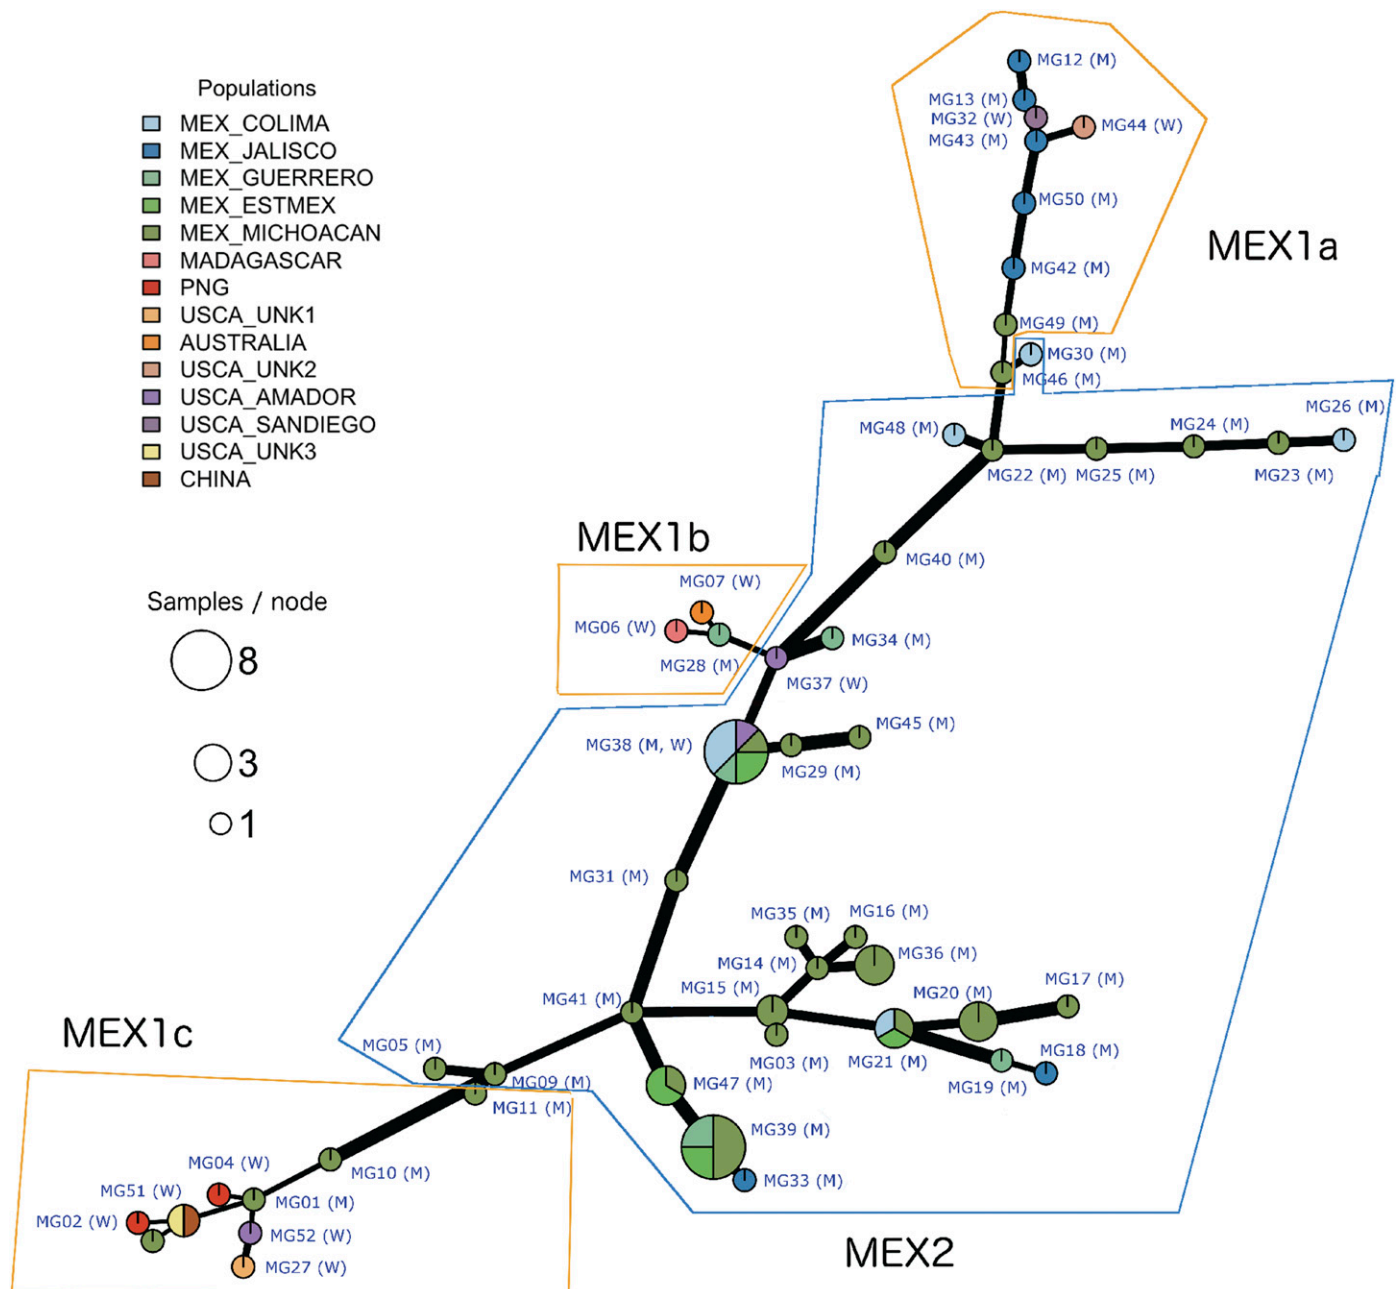 Populations
MEX_COLIMA
MEX_JALISCO
MEX_GUERRERO
MEX_ESTMEX
MEX_MICHOACAN
MADAGASCAR
PNG
USCA_UNK1
AUSTRALIA
USCA_UNK2
USCA_AMADOR
USCA_SANDIEGO
USCA_UNK3
CHINA
Samples / node
8
3
1
MG12 (M)
MG13 (M)
MG32 (W)
MG44 (W)
MG43 (M)
MG50 (M)
MEX1a
MG42 (M)
MG49 (M)
MG30 (M)
MG46 (M)
MG26 (M)
MG48 (M)
MG24 (M)
MG22 (M)
MG25 (M)
MG23 (M)
MEX1b
MG40 (M)
MG07 (W)
MG06 (W)
MG34 (M)
MG28 (M)
MG37 (W)
MG45 (M)
MG38 (M, W)
MG29 (M)
MG31 (M)
MG35 (M)
MG16 (M)
MG36 (M)
MG14 (M)
MG17 (M)
MG15 (M)
MG20 (M)
MG41 (M)
MEX1c
MG05 (M)
MG03 (M)
MG21 (M)
MG18 (M)
MG09 (M)
MG47 (M)
MG19 (M)
MG11 (M)
MG39 (M)
MG04 (W)
MG10 (M)
MG33 (M)
MG51 (W)
MG01 (M)
MG02 (W)
MG52 (W)
MG27 (W)
MEX2